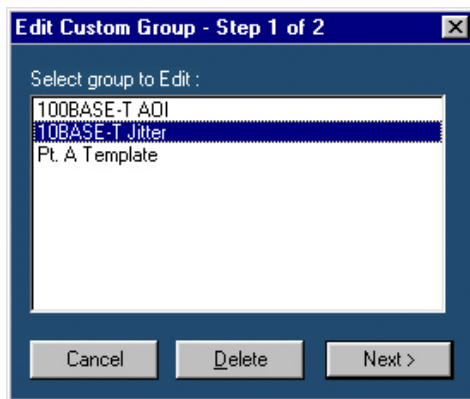 Edit Custom Group - Step 1 of 2
Select group to Edit :
100BASE-T AOI
10BASE-T Jitter
Pt. A Template
Cancel Delete Next >